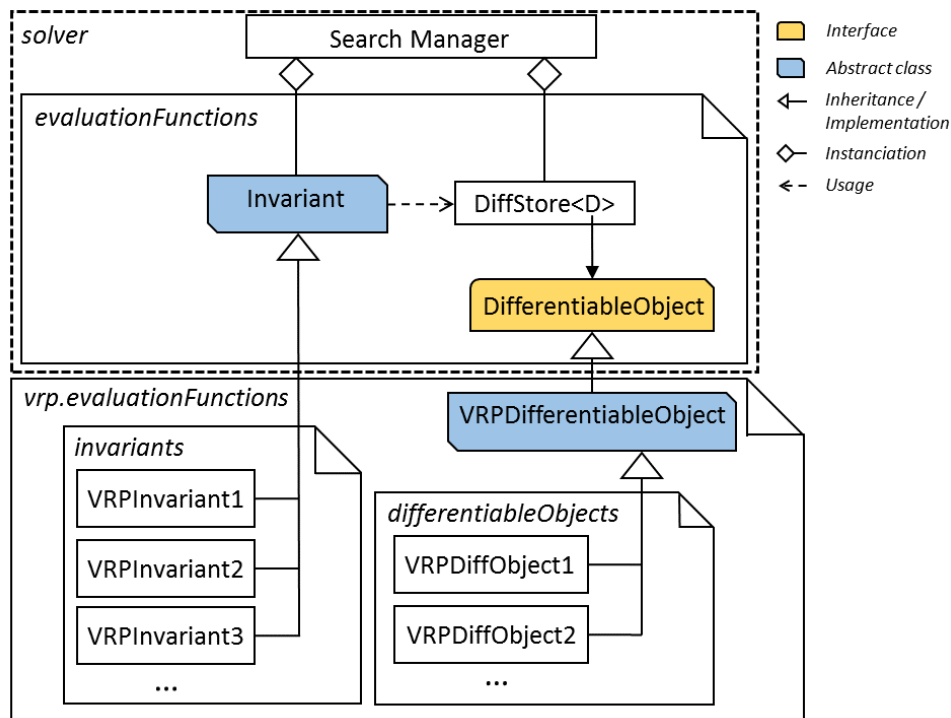 solver
Search Manager
Interface
Abstract class
Inheritance /
Implementation
Instanciation
Usage
evaluationFunctions
Invariant
DiffStore<D>
DifferentiableObject
vrp.evaluationFunctions
VRPDifferentiableObject
invariants
VRPInvariant1
VRPInvariant2
VRPInvariant3
...
differentiableObjects
VRPDiffObject1
VRPDiffObject2
...